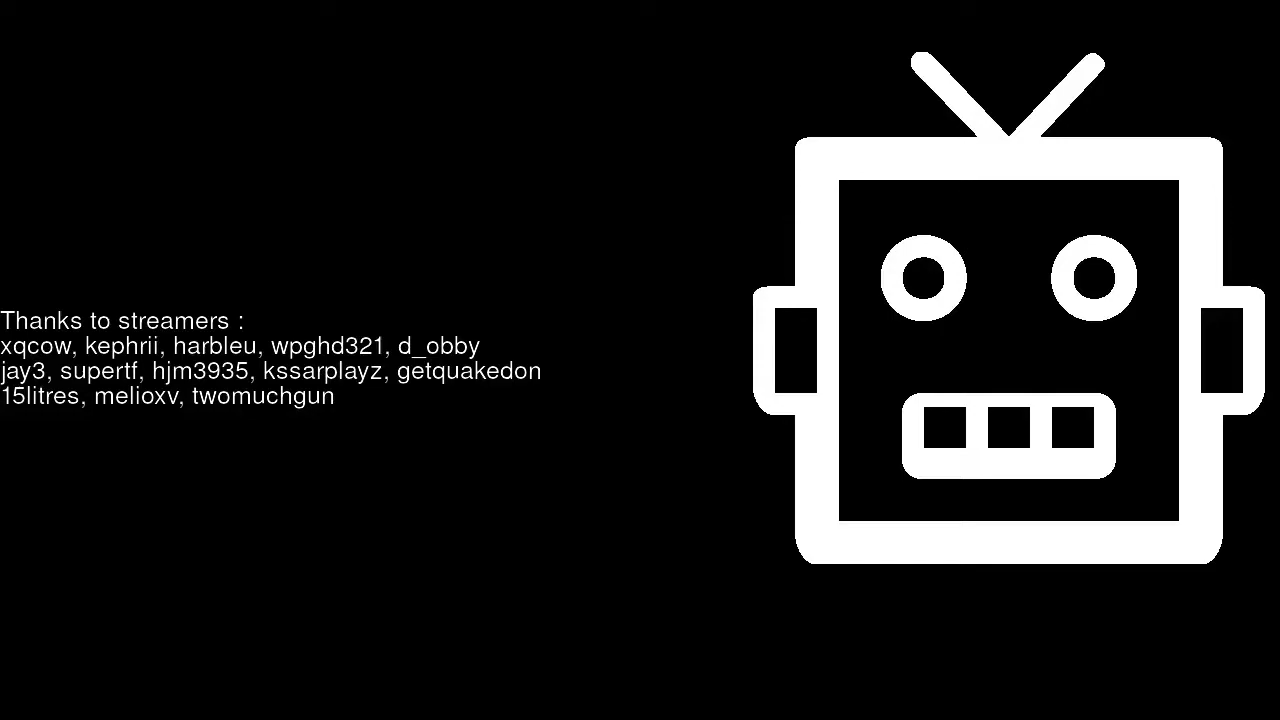 Thanks to streamers :
xqcow, kephrii, harbleu, wpghd321, d_obby
jay3, supertf, hjm3935, kssarplayz, getquakedon
15litres, melioxv, twomuchgun